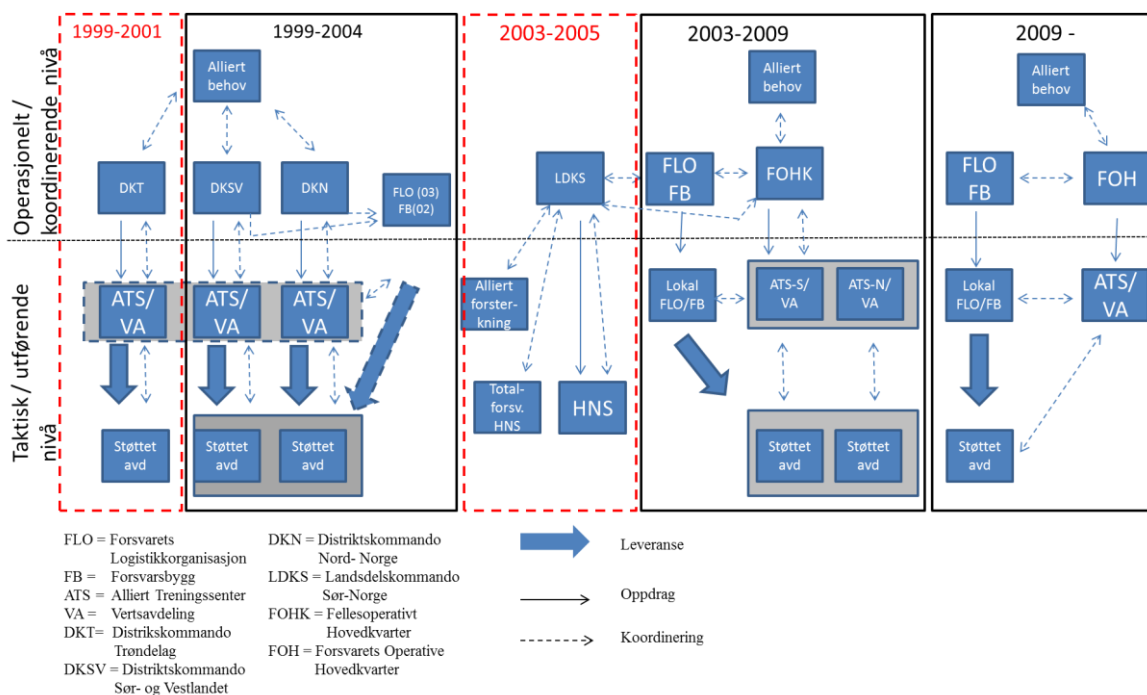 1999-2001
1999-2004
2003-2005
2003-2009
2009 -
Operasjonelt /
koordinerende nivå
Alliert
behov
Alliert
behov
Alliert
behov
DKT
DKSV
DKN
FLO (03)
FB(02)
LDKS
FLO
FB
FOHK
FLO
FB
FOH
Taktisk / utførende
nivå
ATS/
VA
ATS/
VA
ATS/
VA
Alliert
forster-
kning
Lokal
FLO/FB
ATS-S/
VA
ATS-N/
VA
Lokal
FLO/FB
ATS/
VA
Total-
forsv.
HNS
HNS
Støttet
avd
Støttet
avd
Støttet
avd
Støttet
avd
Støttet
avd
Støttet
avd
FLO = Forsvarets
Logistikkorganisasjon
FB = Forsvarsbygg
ATS = Alliert Treningssenter
VA = Vertsavdeling
DKT= Distrikskommando
Trøndelag
DKSV = Distriktskommando
Sør- og Vestlandet
DKN = Distriktskommando
Nord- Norge
LDKS = Landsdelskommando
Sør-Norge
FOHK = Fellesoperativt
Hovedkvarter
FOH = Forsvarets Operative
Hovedkvarter
Leveranse
Oppdrag
Koordinering